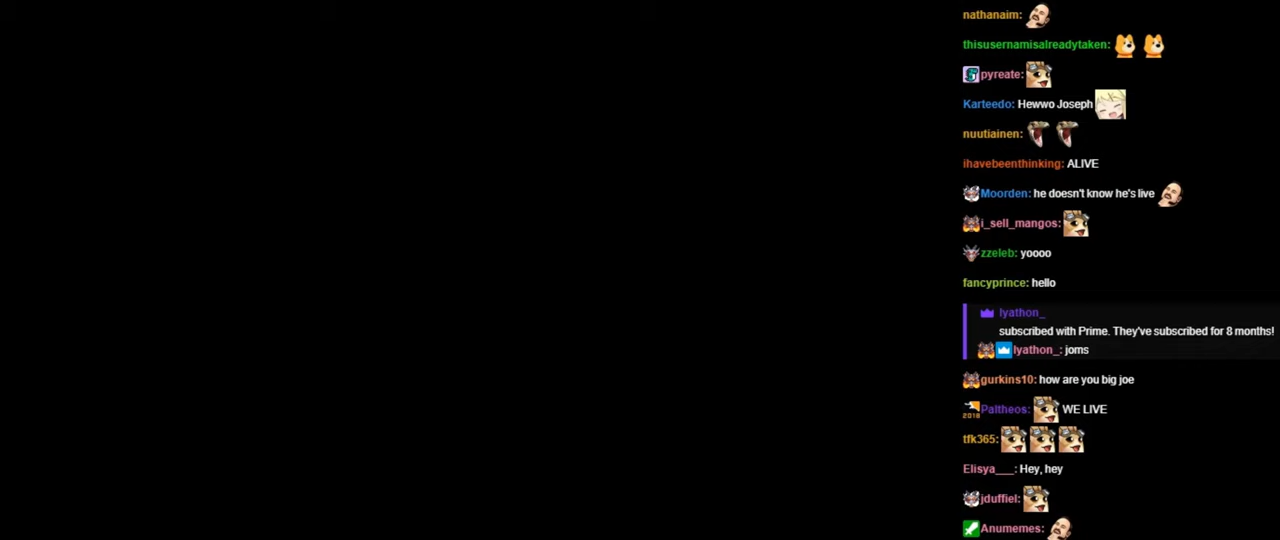 nathanaim:
thisusernamisalreadytaken:
pyreate:
Karteedo: Hewwo Joseph
nuutiainen:
ihavebeenthinking: ALIVE
Moorden: he doesn't know he's live
i_sell_mangos:
zzeleb: yoooo
fancyprince: hello
lyathon_
subscribed with Prime. They've subscribed for 8 months!
lyathon_: joms
gurkins10: how are you big joe
2018 Paltheos: WE LIVE
tfk365:
Elisya___: Hey, hey
jduffiel:
Anumemes: